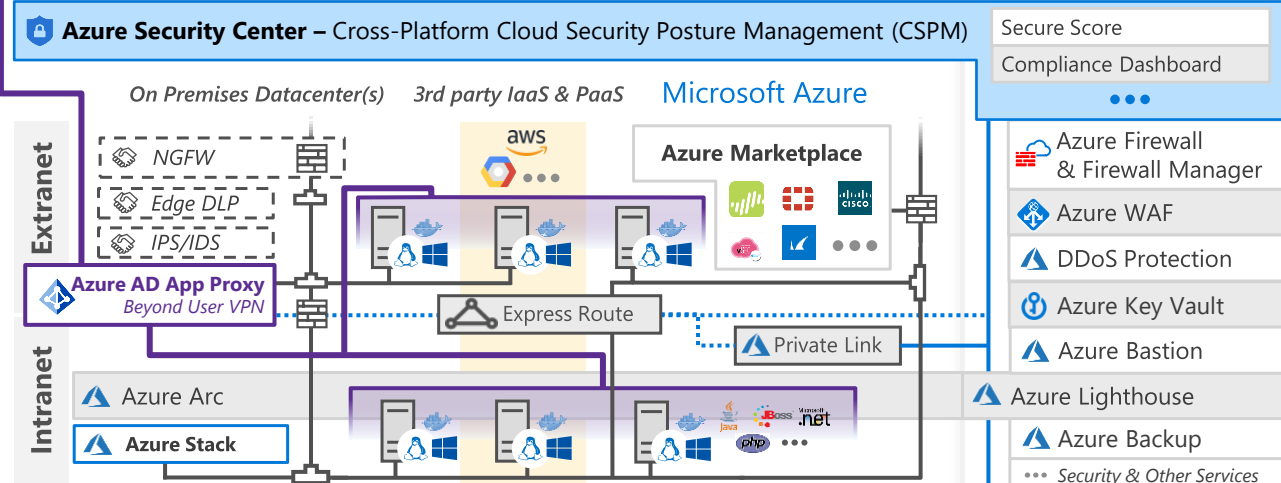 Azure Security Center – Cross-Platform Cloud Security Posture Management (CSPM)
Secure Score
Compliance Dashboard
On Premises Datacenter(s)
3rd party IaaS & PaaS
Microsoft Azure
Extranet
NGFW
Edge DLP
IPS/IDS
aws
Azure Marketplace
CISCO
Azure Firewall
& Firewall Manager
Azure WAF
DDoS Protection
Azure Key Vault
Azure Bastion
Azure AD App Proxy
Beyond User VPN
Express Route
Private Link
Intranet
Azure Arc
Azure Lighthouse
Azure Stack
Java
JBoss
Microsoft
.net
php
Azure Backup
Security & Other Services